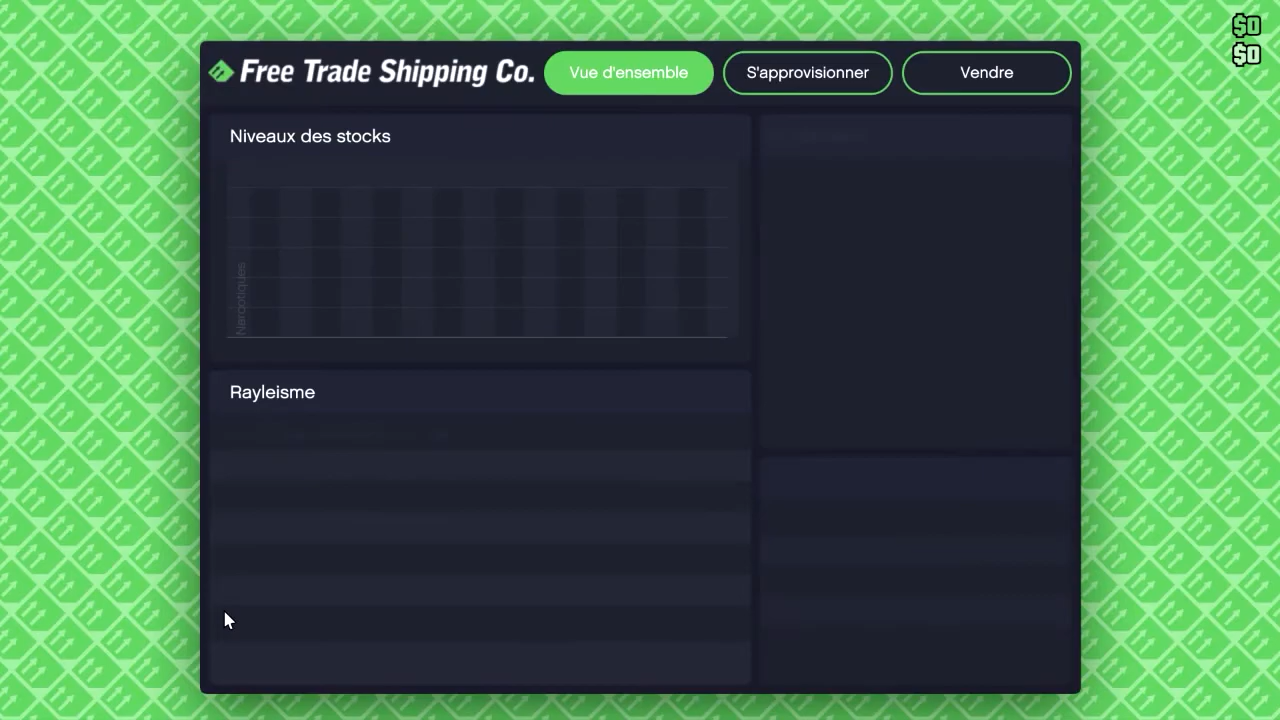 $0
$0
Free Trade Shipping Co.
Vue d'ensemble
S'approvisionner
Vendre
Niveaux des stocks
Narcotiques
Rayleisme